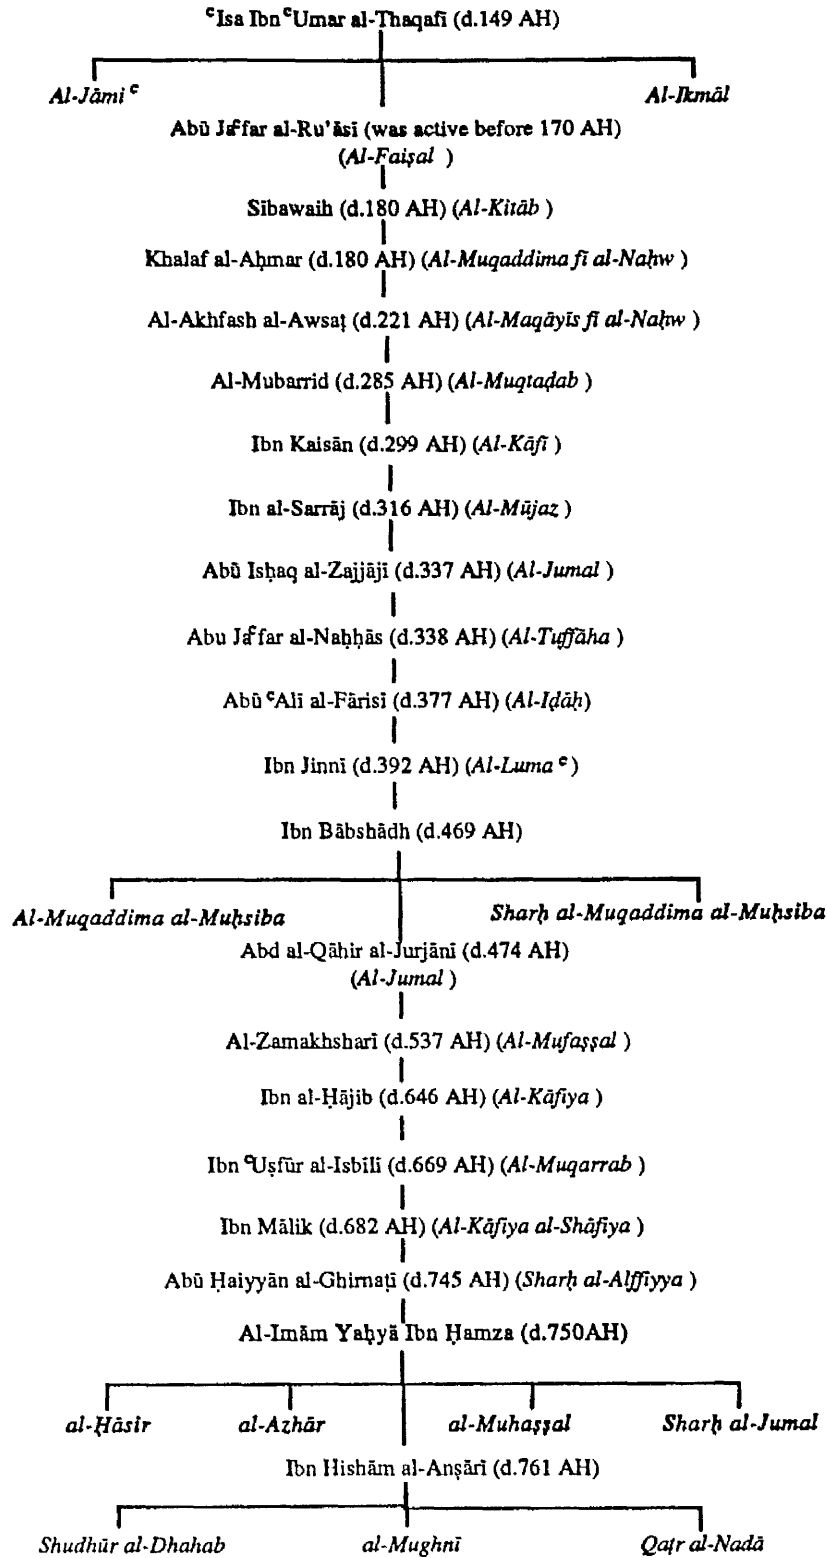 ᶜIsa Ibn ᶜUmar al-Thaqafī (d.149 AH)
Al-Jāmiᶜ Al-Ikmāl
Abū Jaᶜfar al-Ru'āsī (was active before 170 AH)
(Al-Faiṣal )
Sībawaih (d.180 AH) (Al-Kitāb )
Khalaf al-Aḥmar (d.180 AH) (Al-Muqaddima fī al-Naḥw )
Al-Akhfash al-Awsaṭ (d.221 AH) (Al-Maqāyīs fī al-Naḥw )
Al-Mubarrid (d.285 AH) (Al-Muqtaḍab )
Ibn Kaisān (d.299 AH) (Al-Kāfī )
Ibn al-Sarrāj (d.316 AH) (Al-Mūjaz )
Abū Isḥaq al-Zajjājī (d.337 AH) (Al-Jumal )
Abu Jaᶜfar al-Naḥḥās (d.338 AH) (Al-Tuffāha )
Abū ᶜAlī al-Fārisī (d.377 AH) (Al-Iḍāḥ)
Ibn Jinnī (d.392 AH) (Al-Lumaᶜ )
Ibn Bābshādh (d.469 AH)
Al-Muqaddima al-Muḥsiba Sharḥ al-Muqaddima al-Muḥsiba
Abd al-Qāhir al-Jurjānī (d.474 AH)
(Al-Jumal )
Al-Zamakhsharī (d.537 AH) (Al-Mufaṣṣal )
Ibn al-Ḥājib (d.646 AH) (Al-Kāfiya )
Ibn ᶜUṣfūr al-Isbīlī (d.669 AH) (Al-Muqarrab )
Ibn Mālik (d.682 AH) (Al-Kāfiya al-Shāfiya )
Abū Ḥaiyyān al-Ghirnaṭī (d.745 AH) (Sharḥ al-Alffiyya )
Al-Imām Yaḥyā Ibn Ḥamza (d.750AH)
al-Ḥāsir al-Azhār al-Muhaṣṣal Sharḥ al-Jumal
Ibn Hishām al-Anṣārī (d.761 AH)
Shudhūr al-Dhahab al-Mughnī Qaṭr al-Nadā